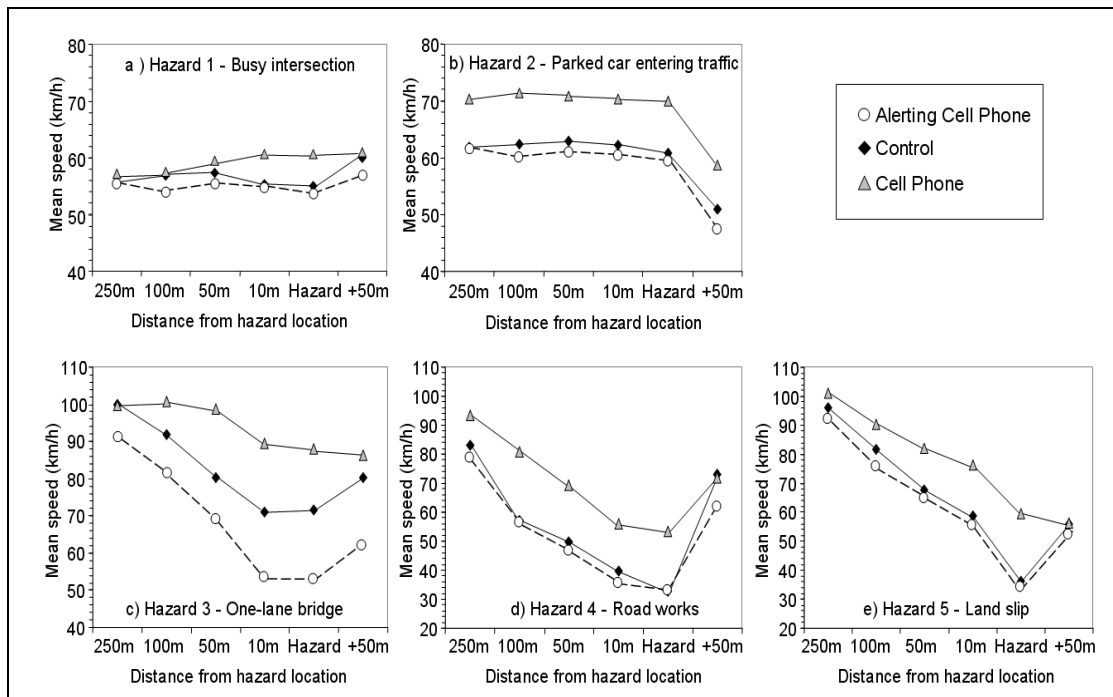 a ) Hazard 1 - Busy intersection
Mean speed (km/h)
80
70
60
50
40
250m 100m 50m 10m Hazard +50m
Distance from hazard location
b) Hazard 2 - Parked car entering traffic
Mean speed (km/h)
80
70
60
50
40
250m 100m 50m 10m Hazard +50m
Distance from hazard location
Alerting Cell Phone
Control
Cell Phone
Mean speed (km/h)
110
100
90
80
70
60
50
40
c) Hazard 3 - One-lane bridge
250m 100m 50m 10m Hazard +50m
Distance from hazard location
Mean speed (km/h)
110
100
90
80
70
60
50
40
30
20
d) Hazard 4 - Road works
250m 100m 50m 10m Hazard +50m
Distance from hazard location
Mean speed (km/h)
110
100
90
80
70
60
50
40
30
20
e) Hazard 5 - Land slip
250m 100m 50m 10m Hazard +50m
Distance from hazard location